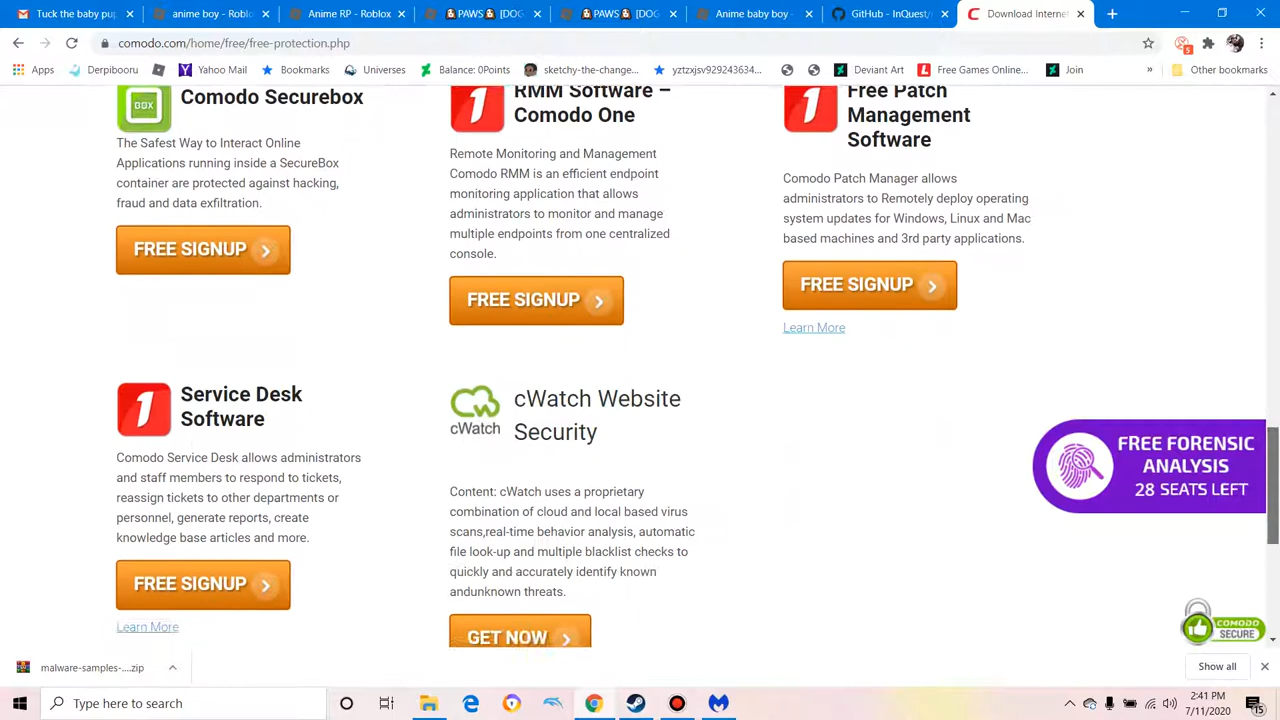 Tuck the baby pup
anime boy - Roblo
Anime RP - Roblox
PAWS [DOG
PAWS [DOG
Anime baby boy -
GitHub - InQuest/
Download Internet
comodo.com/home/free/free-protection.php
5
Apps
Derpibooru
Yahoo Mail
Bookmarks
Universes
Balance: 0Points
sketchy-the-change...
yztzxjsv929243634...
Deviant Art
Free Games Online...
Join
»
Other bookmarks
BOX
Comodo Securebox
The Safest Way to Interact Online
Applications running inside a SecureBox
container are protected against hacking,
fraud and data exfiltration.
FREE SIGNUP
1
RMM Software –
Comodo One
Remote Monitoring and Management
Comodo RMM is an efficient endpoint
monitoring application that allows
administrators to monitor and manage
multiple endpoints from one centralized
console.
FREE SIGNUP
1
Free Patch
Management
Software
Comodo Patch Manager allows
administrators to Remotely deploy operating
system updates for Windows, Linux and Mac
based machines and 3rd party applications.
FREE SIGNUP
Learn More
1
Service Desk
Software
Comodo Service Desk allows administrators
and staff members to respond to tickets,
reassign tickets to other departments or
personnel, generate reports, create
knowledge base articles and more.
FREE SIGNUP
Learn More
cWatch
cWatch Website
Security
Content: cWatch uses a proprietary
combination of cloud and local based virus
scans,real-time behavior analysis, automatic
file look-up and multiple blacklist checks to
quickly and accurately identify known
andunknown threats.
GET NOW
FREE FORENSIC
ANALYSIS
28 SEATS LEFT
COMODO
SECURE
malware-samples-....zip
Show all
Type here to search
2:41 PM
7/11/2020
15